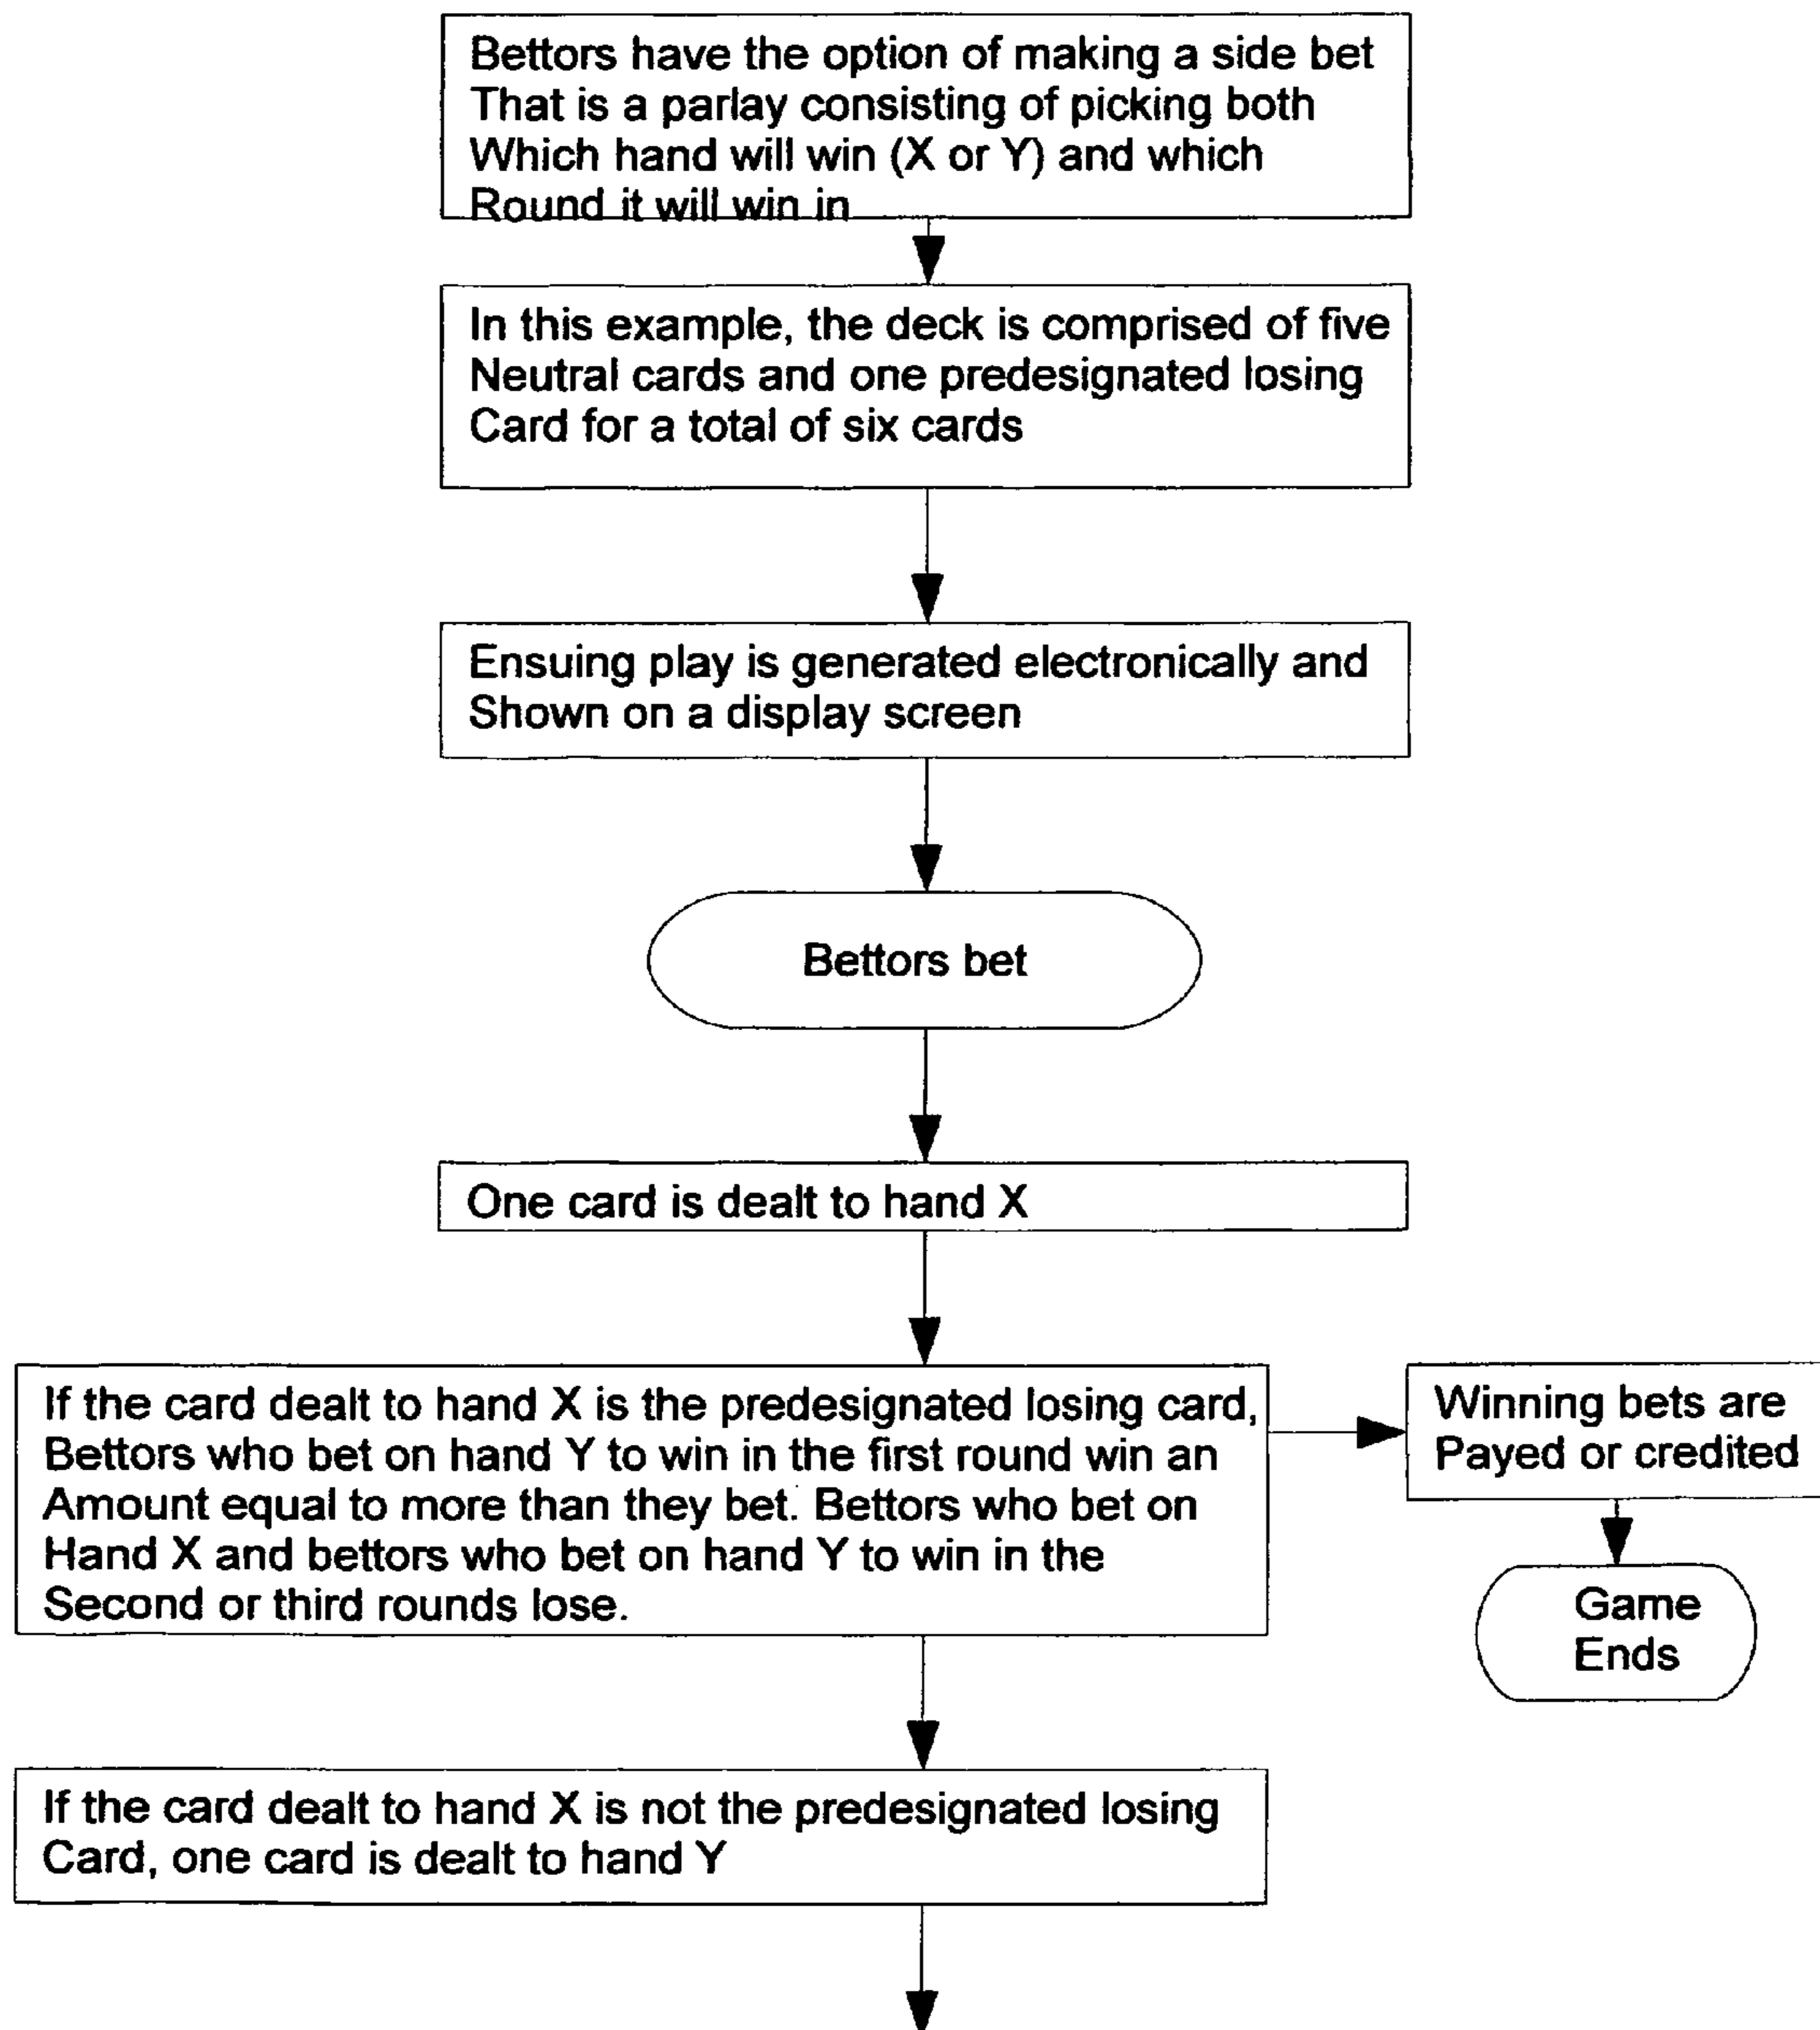 Bettors have the option of making a side bet
That is a parlay consisting of picking both
Which hand will win (X or Y) and which
Round it will win in
In this example, the deck is comprised of five
Neutral cards and one predesignated losing
Card for a total of six cards
Ensuing play is generated electronically and
Shown on a display screen
Bettors bet
One card is dealt to hand X
If the card dealt to hand X is the predesignated losing card,
Bettors who bet on hand Y to win in the first round win an
Amount equal to more than they bet. Bettors who bet on
Hand X and bettors who bet on hand Y to win in the
Second or third rounds lose.
Winning bets are
Payed or credited
Game
Ends
If the card dealt to hand X is not the predesignated losing
Card, one card is dealt to hand Y